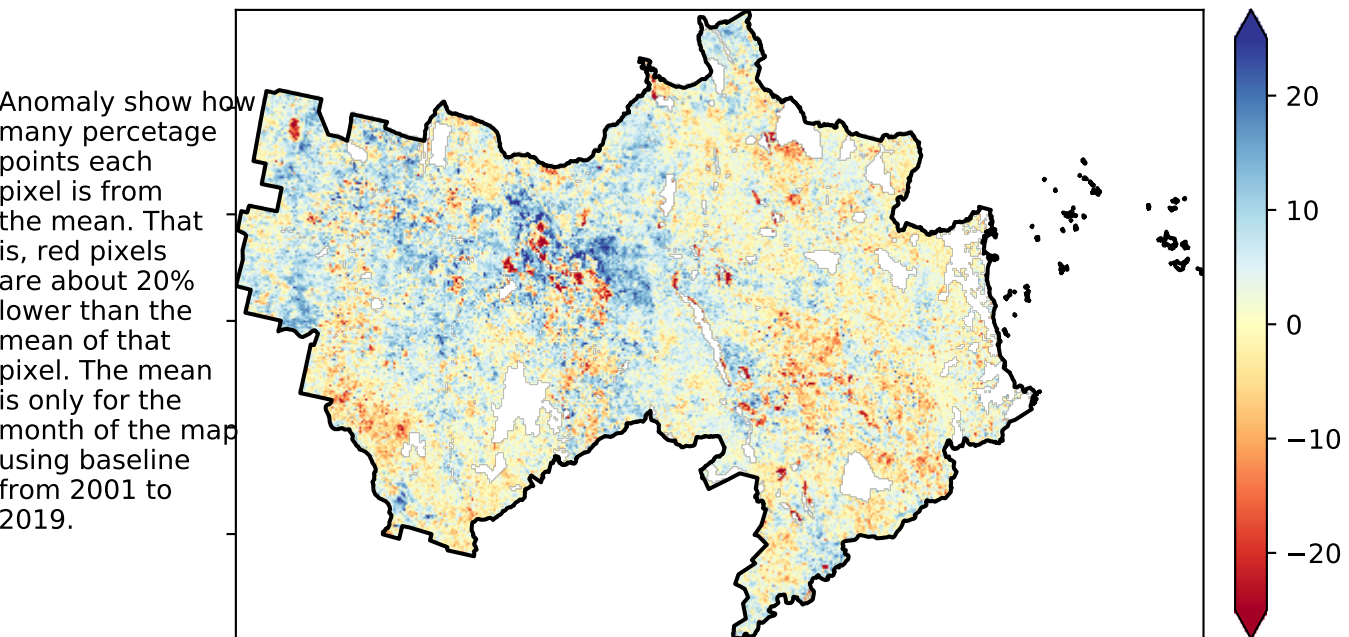 Anomaly show how
many percetage
points each
pixel is from
the mean. That
is, red pixels
are about 20%
lower than the
mean of that
pixel. The mean
is only for the
month of the map
using baseline
from 2001 to
2019.
20
10
0
−10
−20